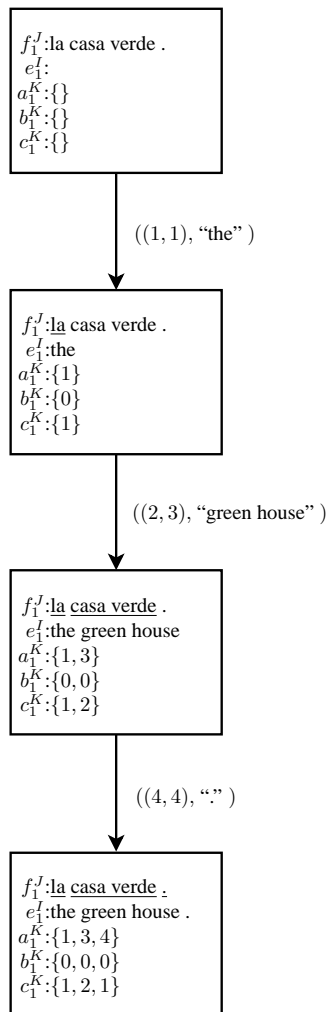 f_1^J:la casa verde .
e_1^I:
a_1^K:{}
b_1^K:{}
c_1^K:{}
((1, 1), “the” )
f_1^J:la casa verde .
e_1^I:the
a_1^K:{1}
b_1^K:{0}
c_1^K:{1}
((2, 3), “green house” )
f_1^J:la casa verde .
e_1^I:the green house
a_1^K:{1, 3}
b_1^K:{0, 0}
c_1^K:{1, 2}
((4, 4), “.” )
f_1^J:la casa verde .
e_1^I:the green house .
a_1^K:{1, 3, 4}
b_1^K:{0, 0, 0}
c_1^K:{1, 2, 1}